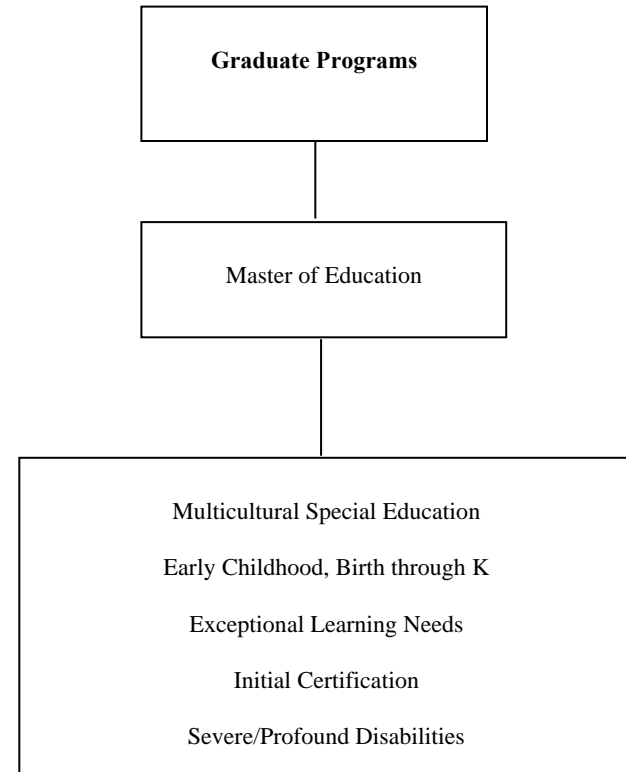 Graduate Programs
Master of Education
Multicultural Special Education
Early Childhood, Birth through K
Exceptional Learning Needs
Initial Certification
Severe/Profound Disabilities